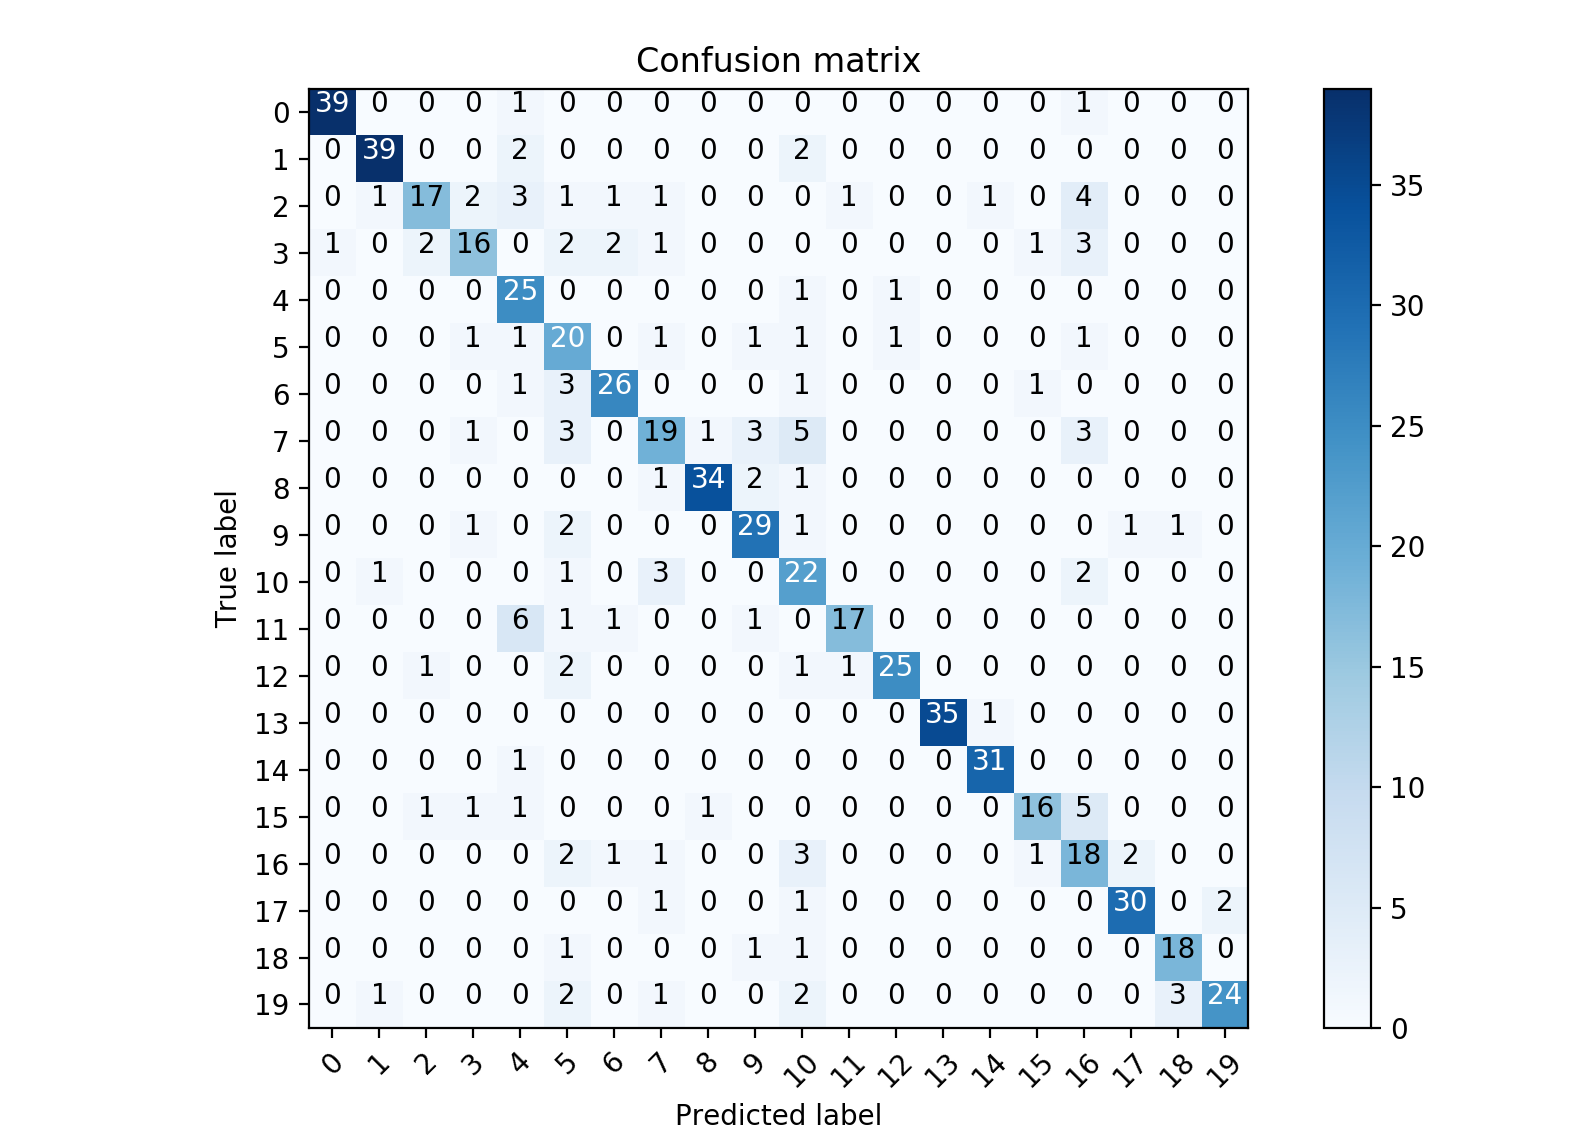 Confusion matrix
0 39 0 0 0 1 0 0 0 0 0 0 0 0 0 0 0 1 0 0 0
1 0 39 0 0 2 0 0 0 0 0 2 0 0 0 0 0 0 0 0 0
2 0 1 17 2 3 1 1 1 0 0 0 1 0 0 1 0 4 0 0 0
3 1 0 2 16 0 2 2 1 0 0 0 0 0 0 0 1 3 0 0 0
4 0 0 0 0 25 0 0 0 0 0 1 0 1 0 0 0 0 0 0 0
5 0 0 0 1 1 20 0 1 0 1 1 0 1 0 0 0 1 0 0 0
6 0 0 0 0 1 3 26 0 0 0 1 0 0 0 0 1 0 0 0 0
7 0 0 0 1 0 3 0 19 1 3 5 0 0 0 0 0 3 0 0 0
8 0 0 0 0 0 0 0 1 34 2 1 0 0 0 0 0 0 0 0 0
9 0 0 0 1 0 2 0 0 0 29 1 0 0 0 0 0 0 1 1 0
10 0 1 0 0 0 1 0 3 0 0 22 0 0 0 0 0 2 0 0 0
11 0 0 0 0 6 1 1 0 0 1 0 17 0 0 0 0 0 0 0 0
12 0 0 1 0 0 2 0 0 0 0 1 1 25 0 0 0 0 0 0 0
13 0 0 0 0 0 0 0 0 0 0 0 0 0 35 1 0 0 0 0 0
14 0 0 0 0 1 0 0 0 0 0 0 0 0 0 31 0 0 0 0 0
15 0 0 1 1 1 0 0 0 1 0 0 0 0 0 0 16 5 0 0 0
16 0 0 0 0 0 2 1 1 0 0 3 0 0 0 0 1 18 2 0 0
17 0 0 0 0 0 0 0 1 0 0 1 0 0 0 0 0 0 30 0 2
18 0 0 0 0 0 1 0 0 0 1 1 0 0 0 0 0 0 0 18 0
19 0 1 0 0 0 2 0 1 0 0 2 0 0 0 0 0 0 0 3 24
0 1 2 3 4 5 6 7 8 9 10 11 12 13 14 15 16 17 18 19
Predicted label
True label
35
30
25
20
15
10
5
0